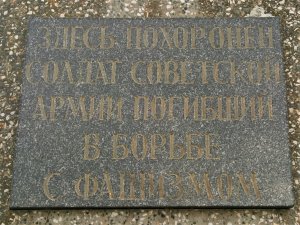 ЗДЕСЬ ПОХОРОНЕН
СОЛДАТ СОВЕТСКОЙ
АРМИИ ПОГИБШИЙ
В БОРЬБЕ
С ФАШИЗМОМ